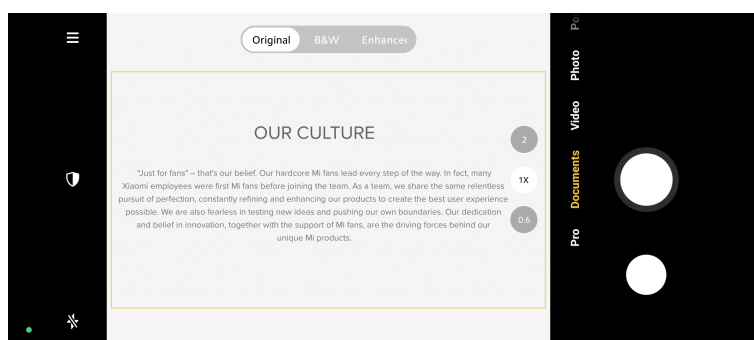 Original B&W Enhanced
OUR CULTURE
"Just for fans" – that's our belief. Our hardcore Mi fans lead every step of the way. In fact, many
Xiaomi employees were first Mi fans before joining the team. As a team, we share the same relentless
pursuit of perfection, constantly refining and enhancing our products to create the best user experience
possible. We are also fearless in testing new ideas and pushing our own boundaries. Our dedication
and belief in innovation, together with the support of Mi fans, are the driving forces behind our
unique Mi products.
2
1X
0.6
Po
Photo
Video
Documents
Pro